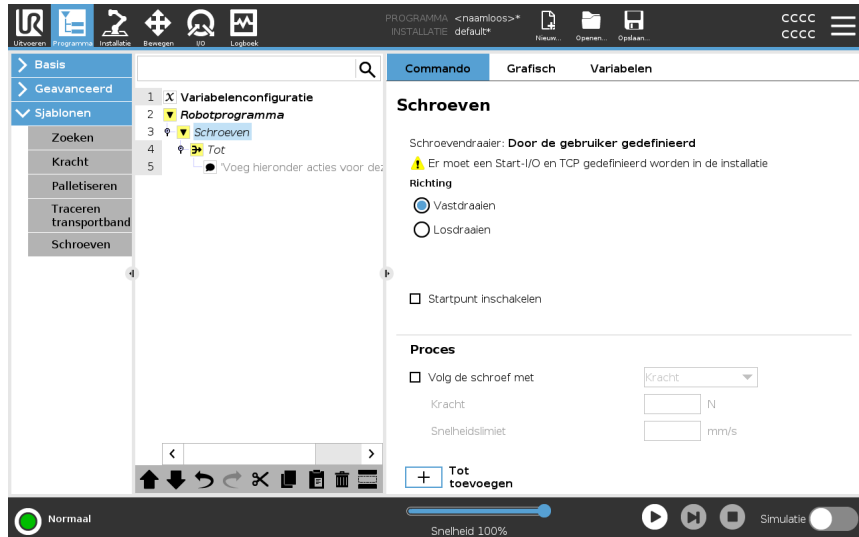 PROGRAMMA <naamloos>*
INSTALLATIE default*
cccc
cccc
Uitvoeren Programma Installatie Bewegen I/O Logboek Nieuw... Openen... Opslaan...
Basis
Geavanceerd
Sjablonen
Zoeken
Kracht
Palletiseren
Traceren
transportband
Schroeven
1 X Variabelenconfiguratie
2 Robotprogramma
3 Schroeven
4 Tot
5 'Voeg hieronder acties voor dez
Commando Grafisch Variabelen
Schroeven
Schroevendraaier: Door de gebruiker gedefinieerd
Er moet een Start-I/O en TCP gedefinieerd worden in de installatie
Richting
Vastdraaien
Losdraaien
Startpunt inschakelen
Proces
Volg de schroef met Kracht
Kracht N
Snelheidslimiet mm/s
Tot
toevoegen
Normaal
Snelheid 100%
Simulatie